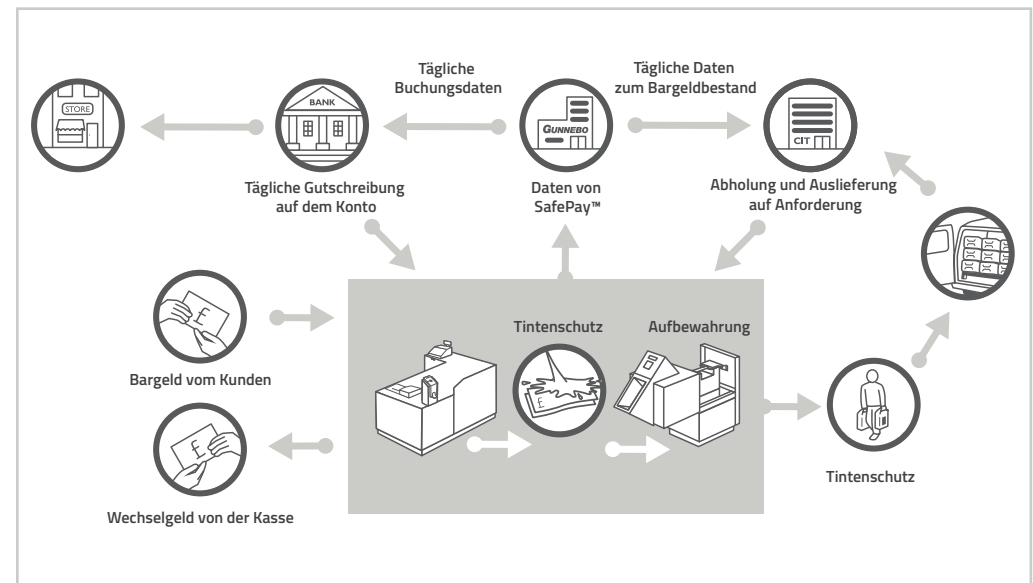 Tägliche
Buchungsdaten
Tägliche Daten
zum Bargeldbestand
STORE
BANK
GUNNEBO
CIT
Tägliche Gutschreibung
auf dem Konto
Daten von
SafePay™
Abholung und Auslieferung
auf Anforderung
Tintenschutz
Aufbewahrung
£
Bargeld vom Kunden
£
£
Wechselgeld von der Kasse
Tintenschutz